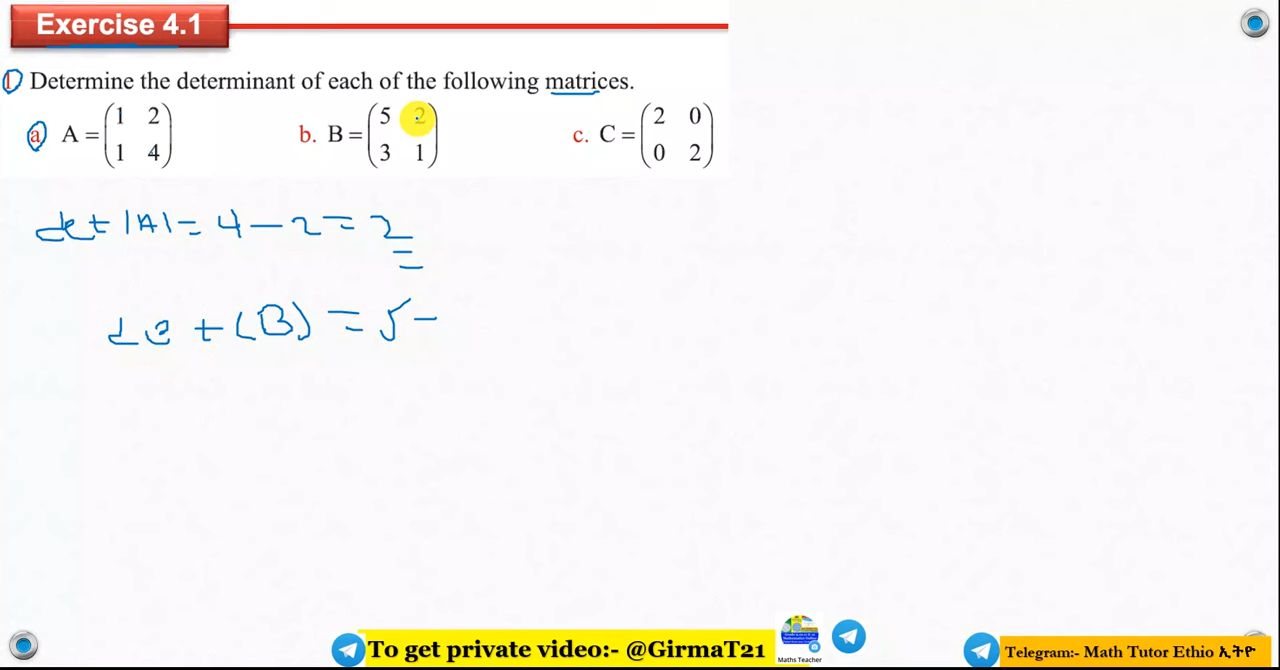 Exercise 4.1
1 Determine the determinant of each of the following matrices.
a A = (1 2
1 4) b. B = (5 2
3 1) c. C = (2 0
0 2)
det |A| = 4 - 2 = 2
det (B) = 5 -
To get private video:- @GirmaT21
Maths Teacher
Telegram:- Math Tutor Ethio ኢትዮ